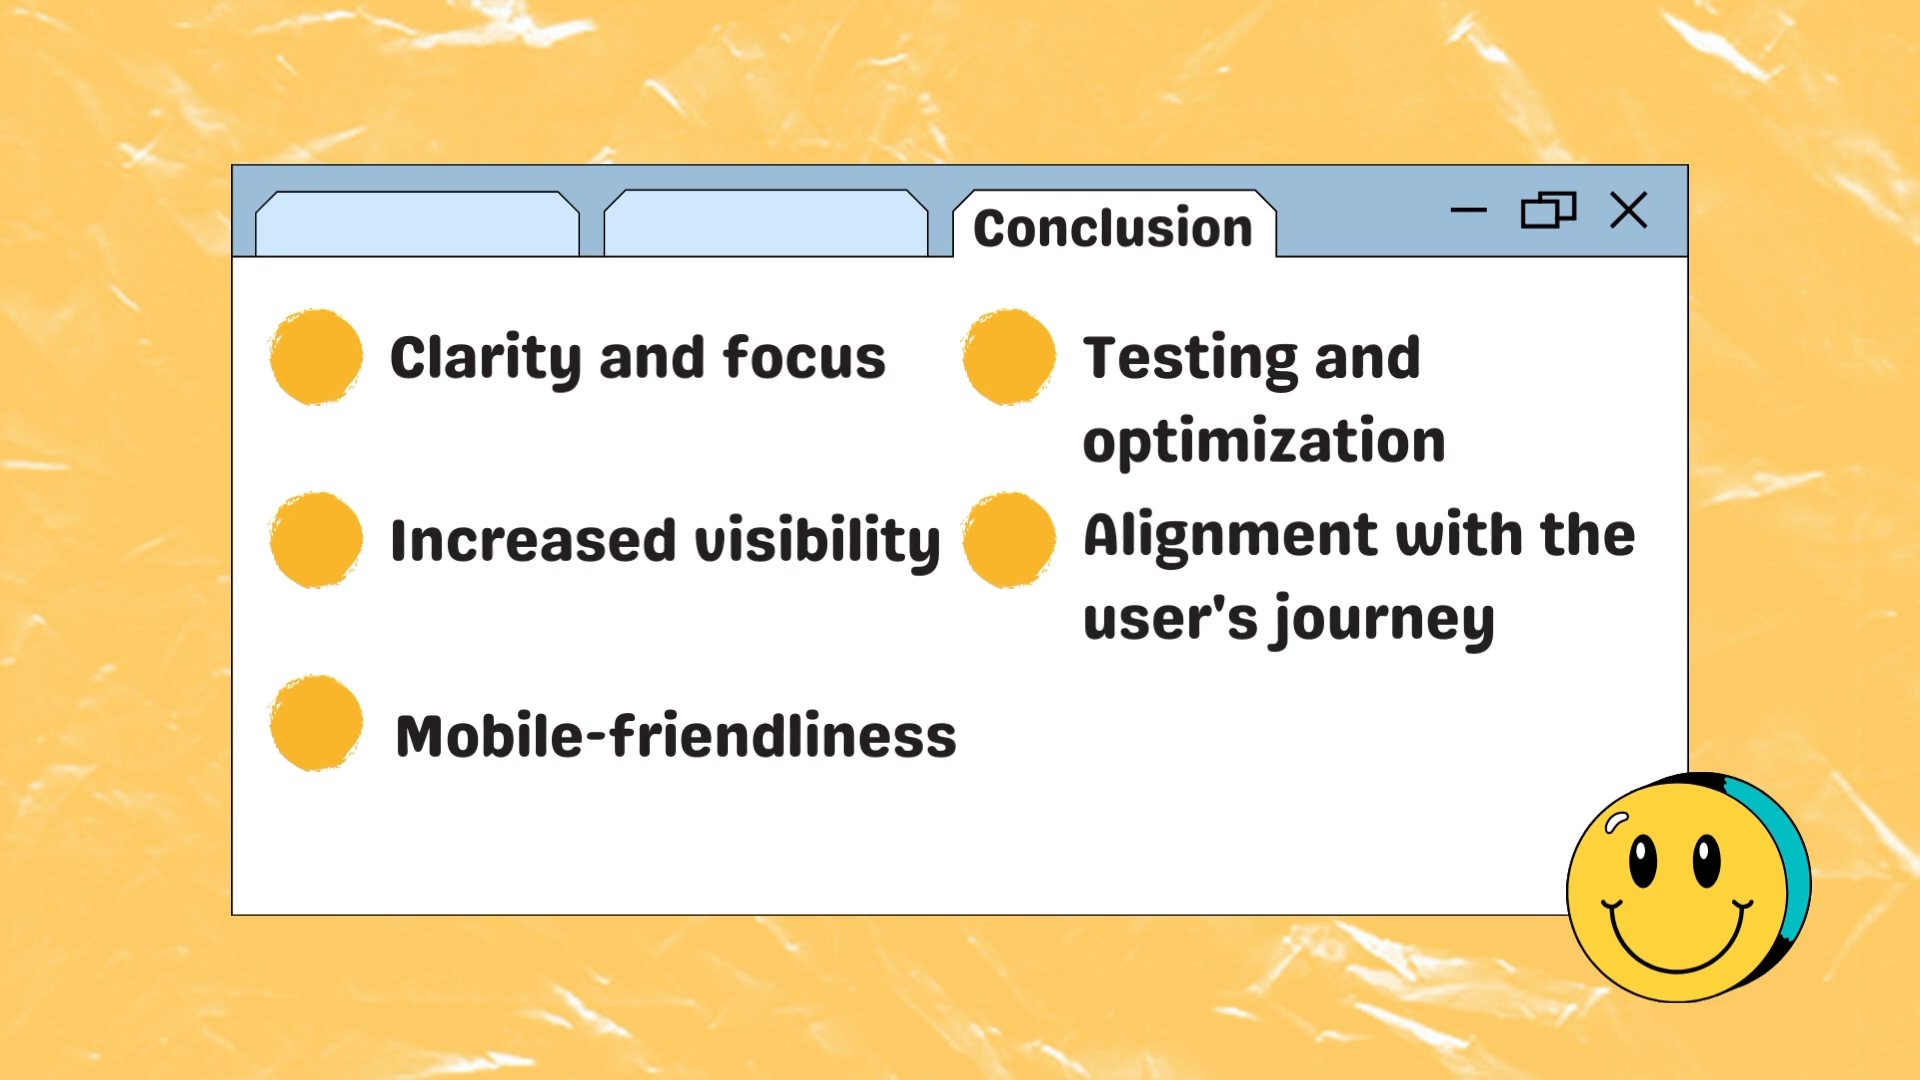 Conclusion
Clarity and focus
Increased visibility
Mobile-friendliness
Testing and
optimization
Alignment with the
user's journey